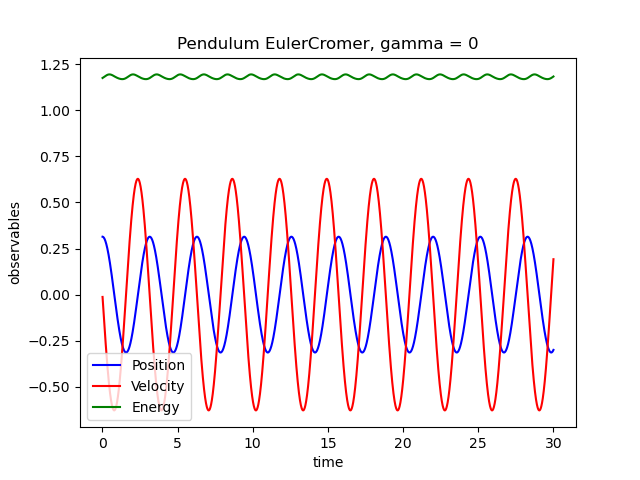 Pendulum EulerCromer, gamma = 0
1.25
1.00
0.75
0.50
0.25
0.00
−0.25
−0.50
observables
Position
Velocity
Energy
0 5 10 15 20 25 30
time